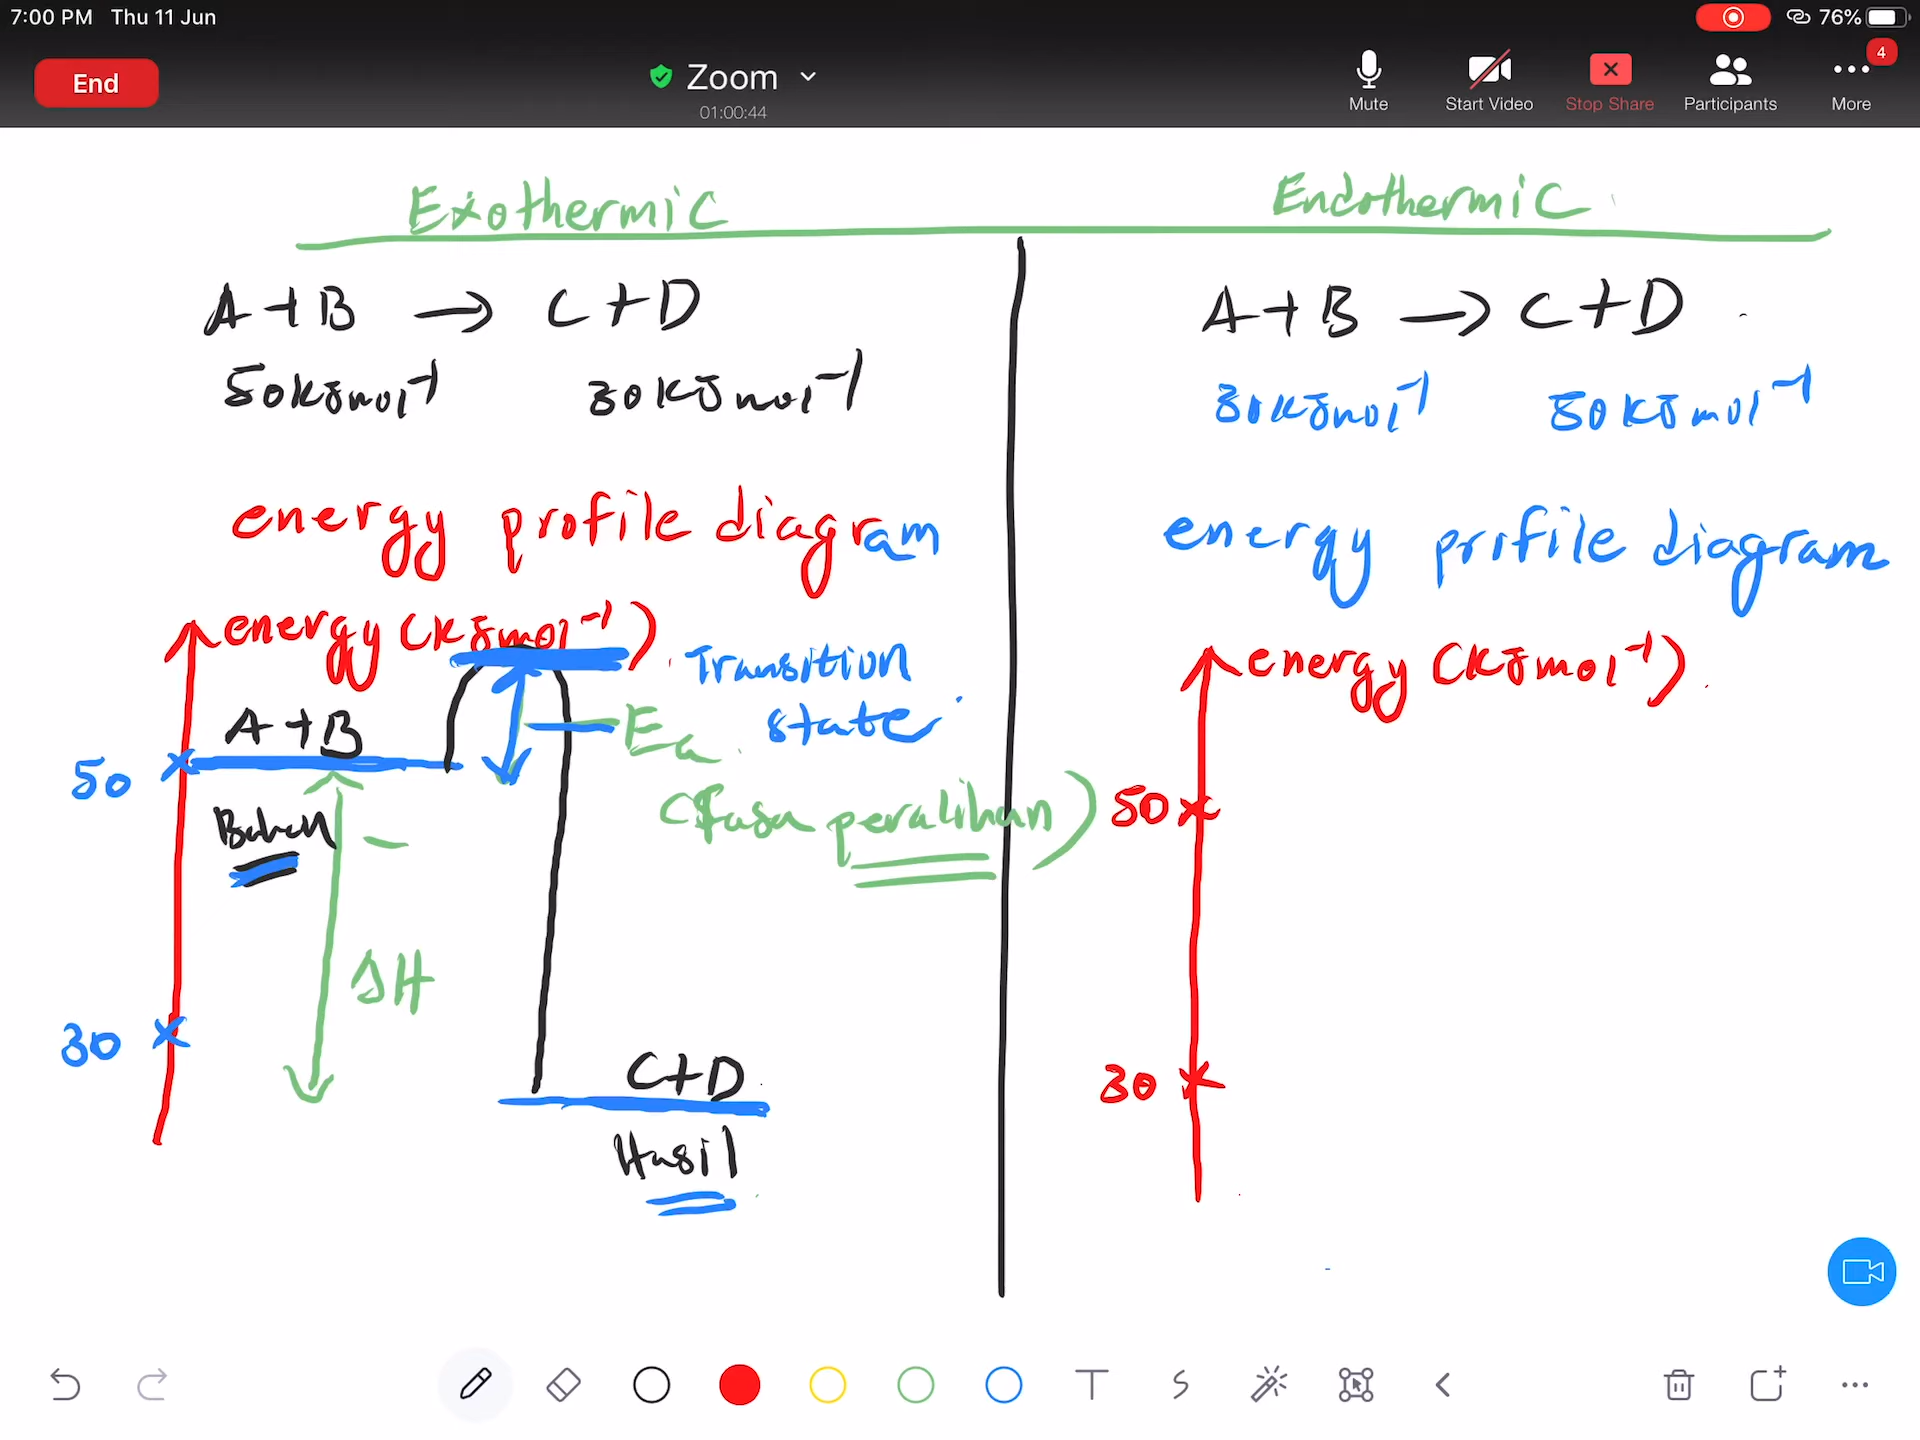 7:00 PM Thu 11 Jun
76%
End
Zoom
01:00:44
Mute
Start Video
Stop Share
Participants
4
More
Exothermic
A+B → C+D
50KJmol⁻¹ 30KJmol⁻¹
energy profile diagram
energy (KJmol⁻¹)
Transition
state
A+B
Ea
50
Bahan
(Fasa peralihan)
ΔH
30
C+D
Hasil
Endothermic
A+B → C+D
30KJmol⁻¹ 50KJmol⁻¹
energy profile diagram
energy (KJmol⁻¹)
50
30